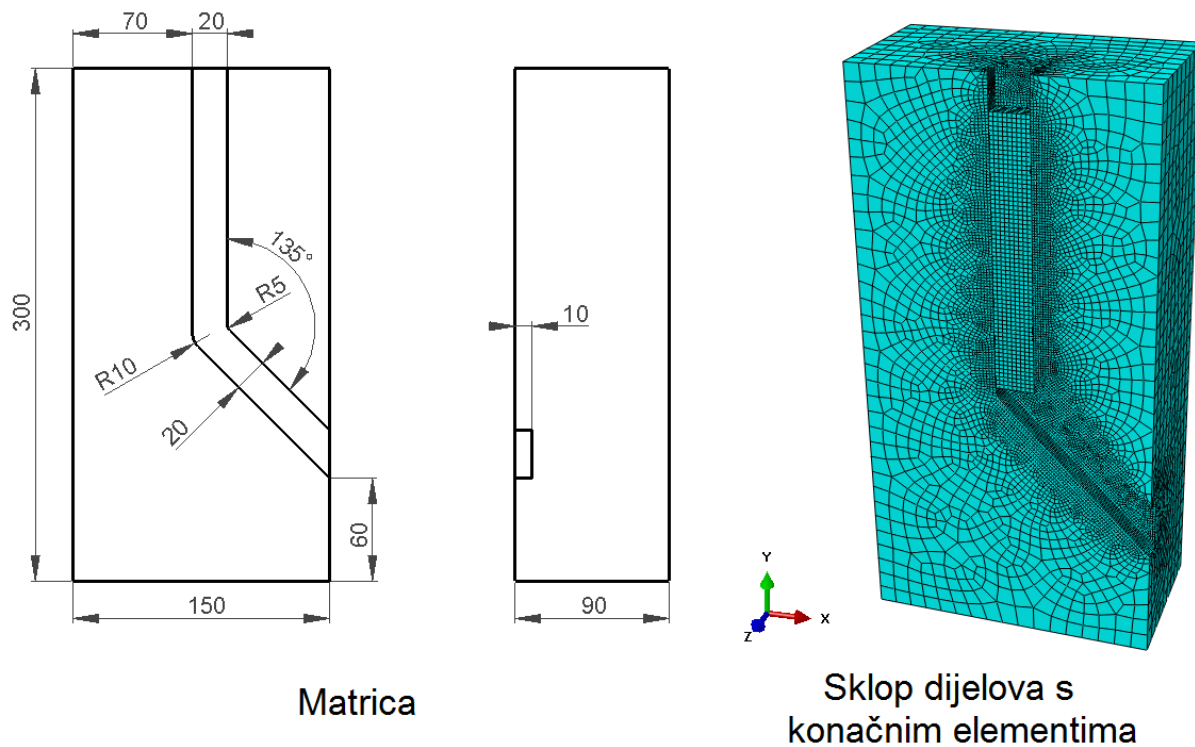 70
20
300
135°
R5
R10
20
60
150
10
90
Y
X
Z
Matrica
Sklop dijelova s
konačnim elementima